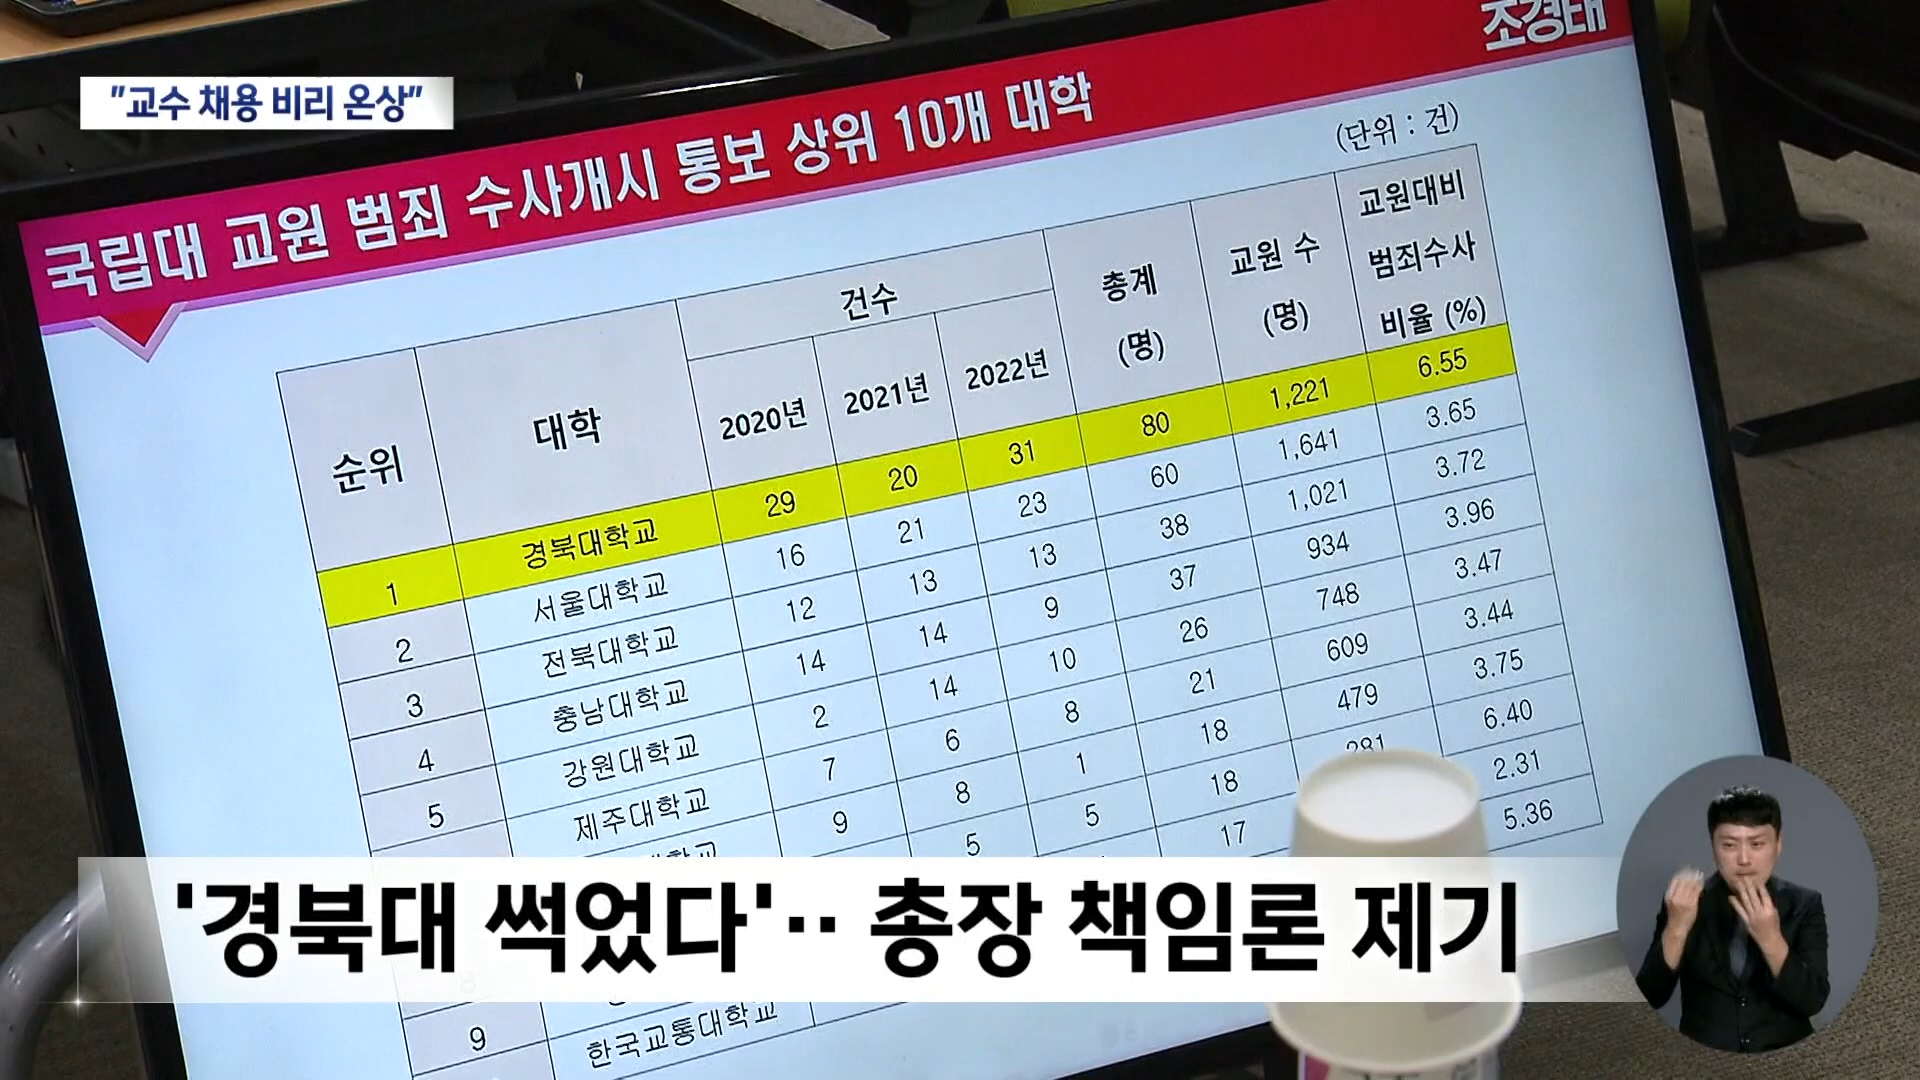 조경태
"교수 채용 비리 온상"
국립대 교원 범죄 수사개시 통보 상위 10개 대학
(단위 : 건)
순위 대학 건수 총계 (명) 교원 수 (명) 교원대비 범죄수사 비율 (%)
2020년 2021년 2022년
1 경북대학교 29 20 31 80 1,221 6.55
2 서울대학교 16 21 23 60 1,641 3.65
3 전북대학교 12 13 13 38 1,021 3.72
4 충남대학교 14 14 9 37 934 3.96
5 강원대학교 2 14 10 26 748 3.47
제주대학교 7 6 8 21 609 3.44
9 8 1 18 479 3.75
5 5 18 281 6.40
17 2.31
5.36
'경북대 썩었다'‥ 총장 책임론 제기
9
한국교통대학교